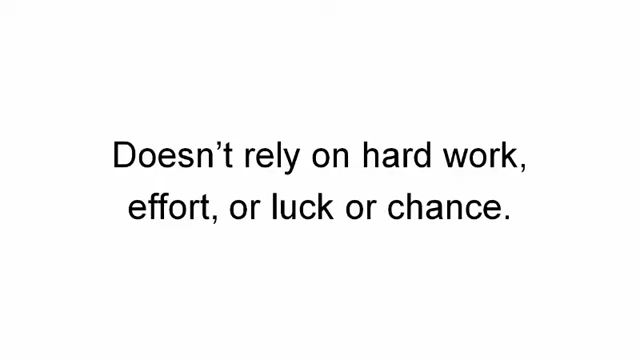 Doesn’t rely on hard work,
effort, or luck or chance.